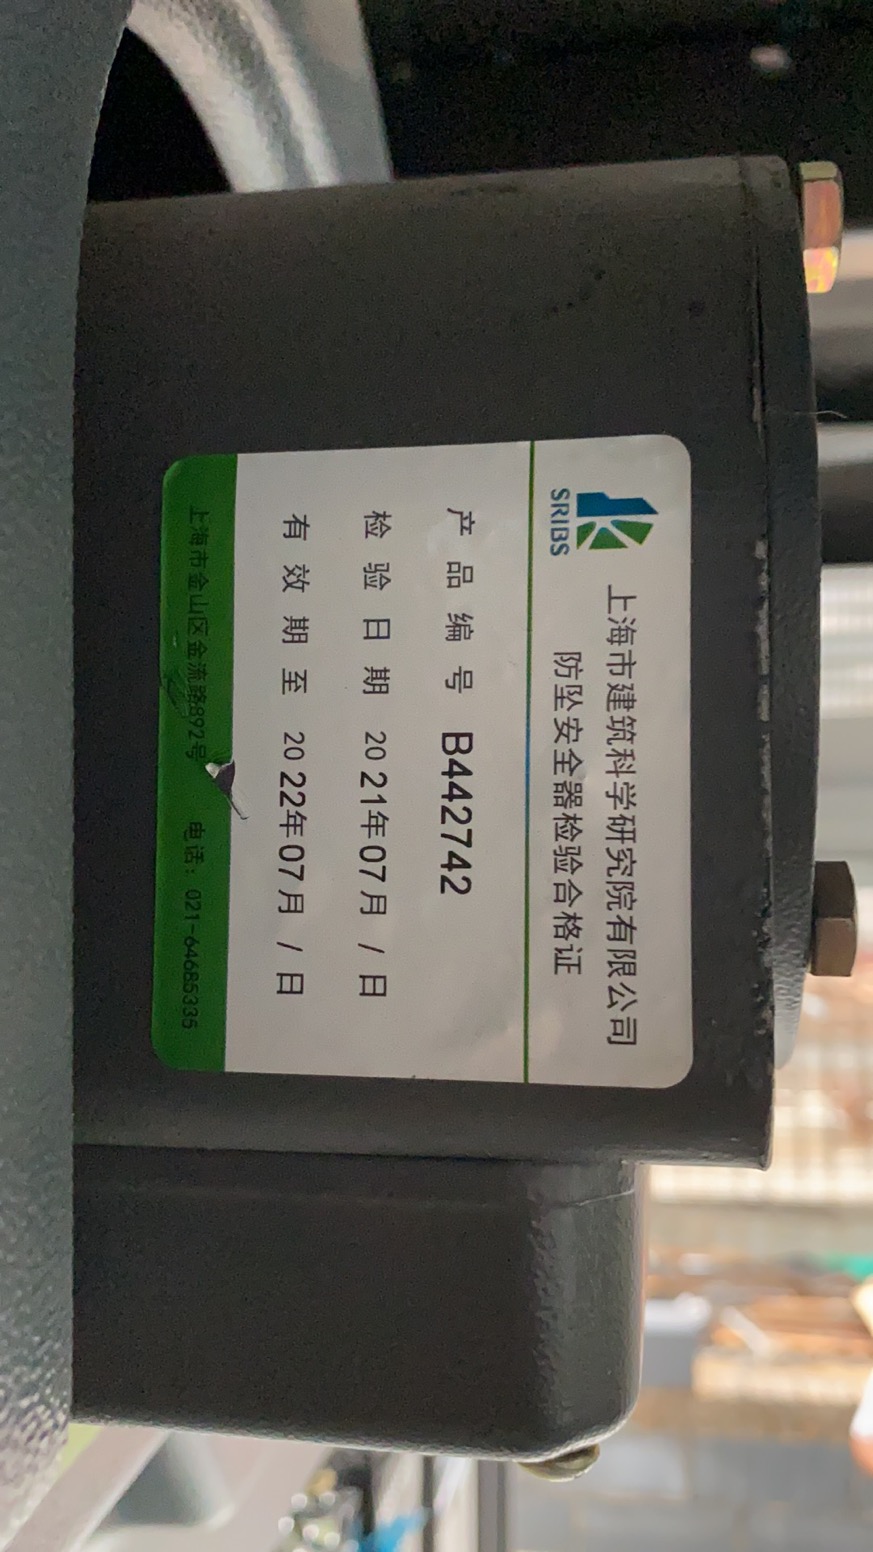 SRIBS
上海市建筑科学研究院有限公司
防坠安全器检验合格证
产品编号 B442742
检验日期 2021年07月/日
有效期至 2022年07月/日
上海市金山区金流路892号 电话：021-64685335